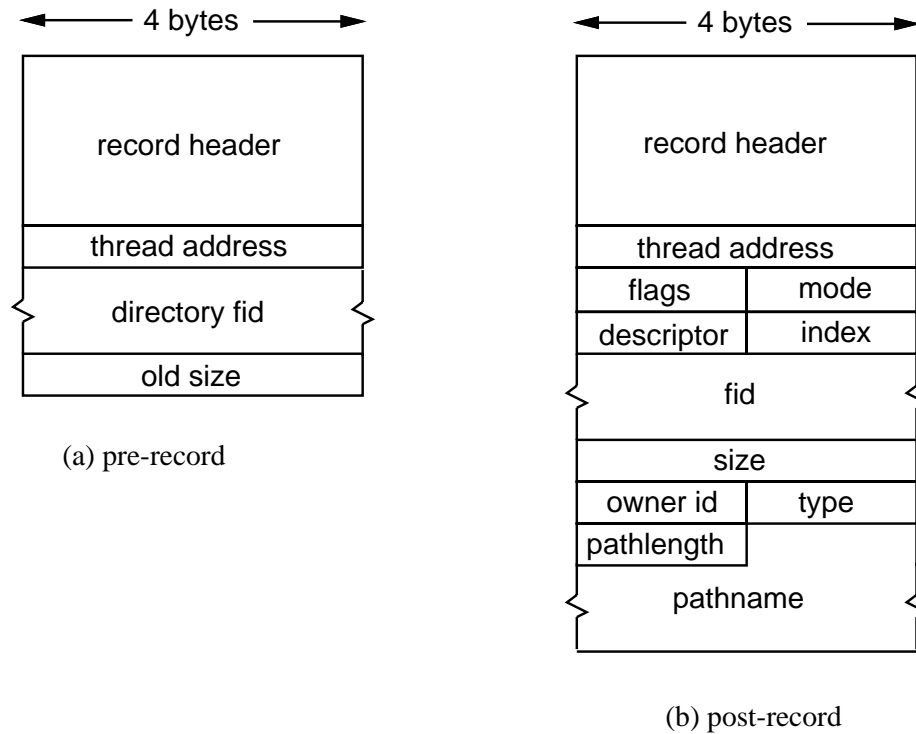 4 bytes
record header
thread address
directory fid
old size
(a) pre-record
4 bytes
record header
thread address
flags mode
descriptor index
fid
size
owner id type
pathlength
pathname
(b) post-record